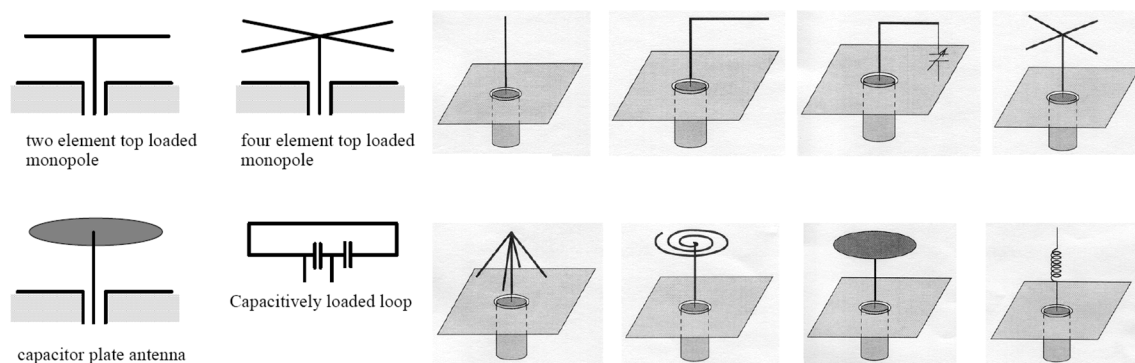 two element top loaded
monopole
four element top loaded
monopole
capacitor plate antenna
Capacitively loaded loop